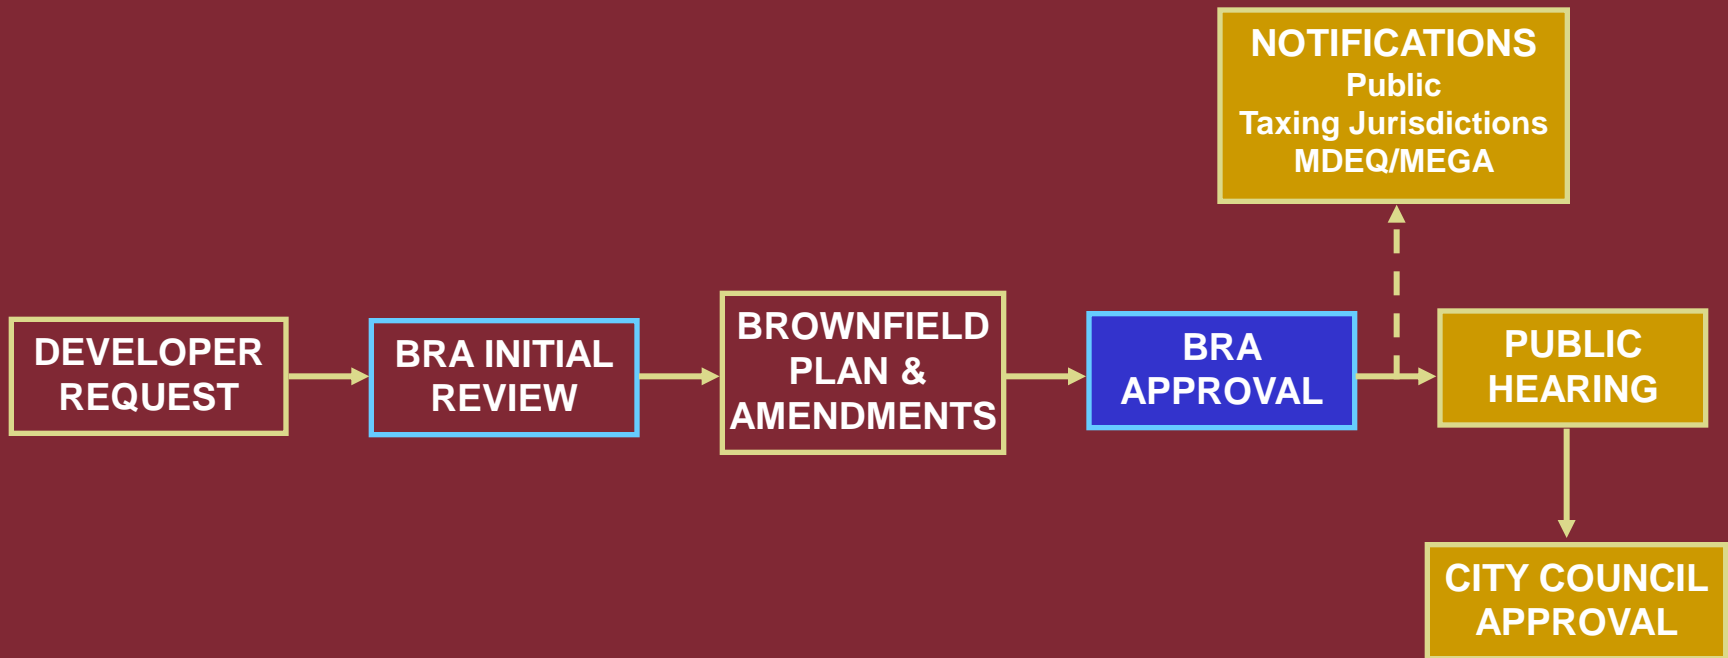 NOTIFICATIONS
Public
Taxing Jurisdictions
MDEQ/MEGA
DEVELOPER
REQUEST
BRA INITIAL
REVIEW
BROWNFIELD
PLAN &
AMENDMENTS
BRA
APPROVAL
PUBLIC
HEARING
CITY COUNCIL
APPROVAL